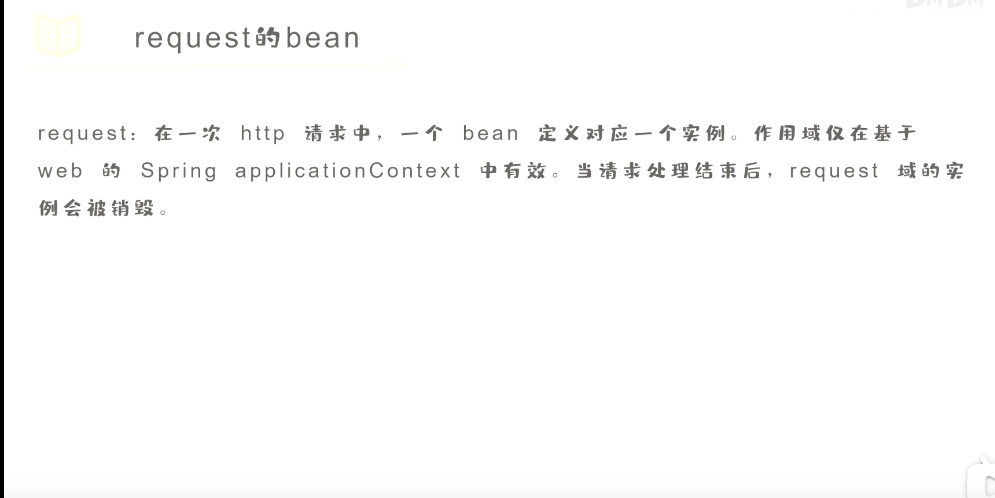 request的bean
request：在一次 http 请求中，一个 bean 定义对应一个实例。作用域仅在基于
web 的 Spring applicationContext 中有效。当请求处理结束后，request 域的实
例会被销毁。